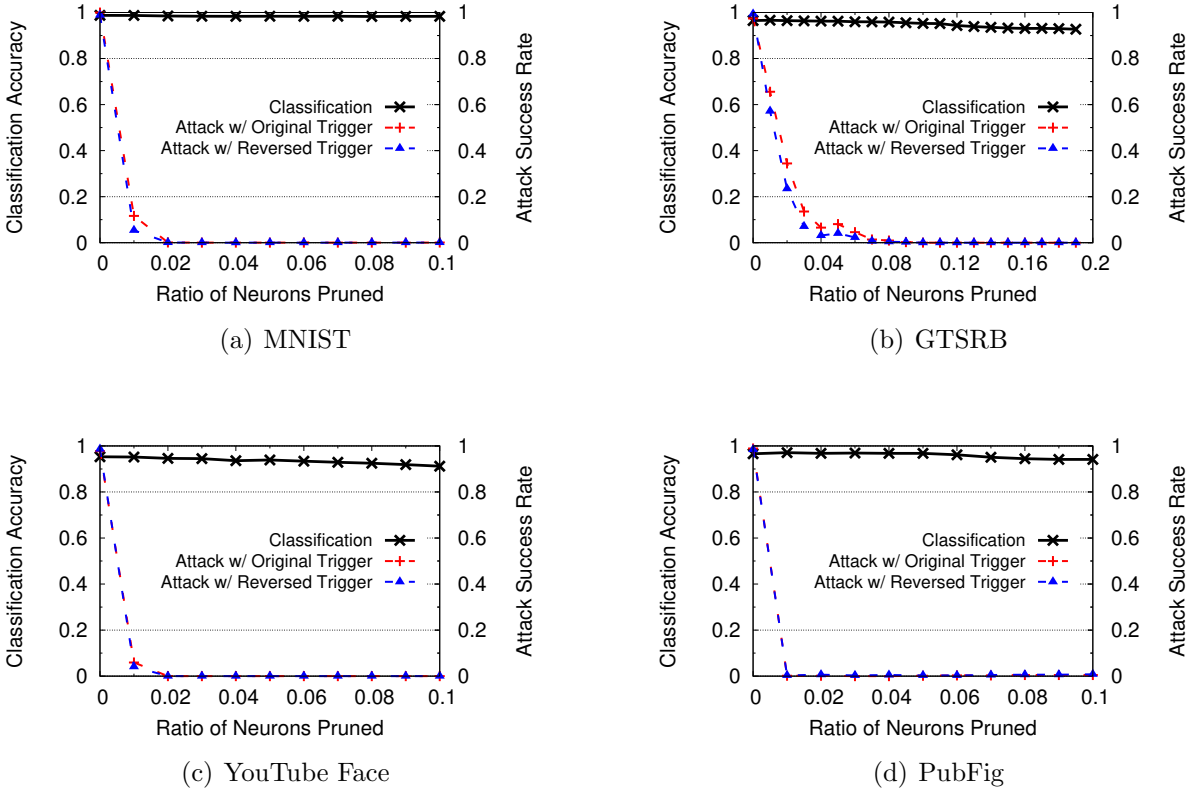 Classification Accuracy
1
0.8
0.6
0.4
0.2
0
Classification
Attack w/ Original Trigger
Attack w/ Reversed Trigger
1
0.8
0.6
0.4
0.2
0
Attack Success Rate
0 0.02 0.04 0.06 0.08 0.1
Ratio of Neurons Pruned
(a) MNIST
Classification Accuracy
1
0.8
0.6
0.4
0.2
0
Classification
Attack w/ Original Trigger
Attack w/ Reversed Trigger
1
0.8
0.6
0.4
0.2
0
Attack Success Rate
0 0.04 0.08 0.12 0.16 0.2
Ratio of Neurons Pruned
(b) GTSRB
Classification Accuracy
1
0.8
0.6
0.4
0.2
0
Classification
Attack w/ Original Trigger
Attack w/ Reversed Trigger
1
0.8
0.6
0.4
0.2
0
Attack Success Rate
0 0.02 0.04 0.06 0.08 0.1
Ratio of Neurons Pruned
(c) YouTube Face
Classification Accuracy
1
0.8
0.6
0.4
0.2
0
Classification
Attack w/ Original Trigger
Attack w/ Reversed Trigger
1
0.8
0.6
0.4
0.2
0
Attack Success Rate
0 0.02 0.04 0.06 0.08 0.1
Ratio of Neurons Pruned
(d) PubFig